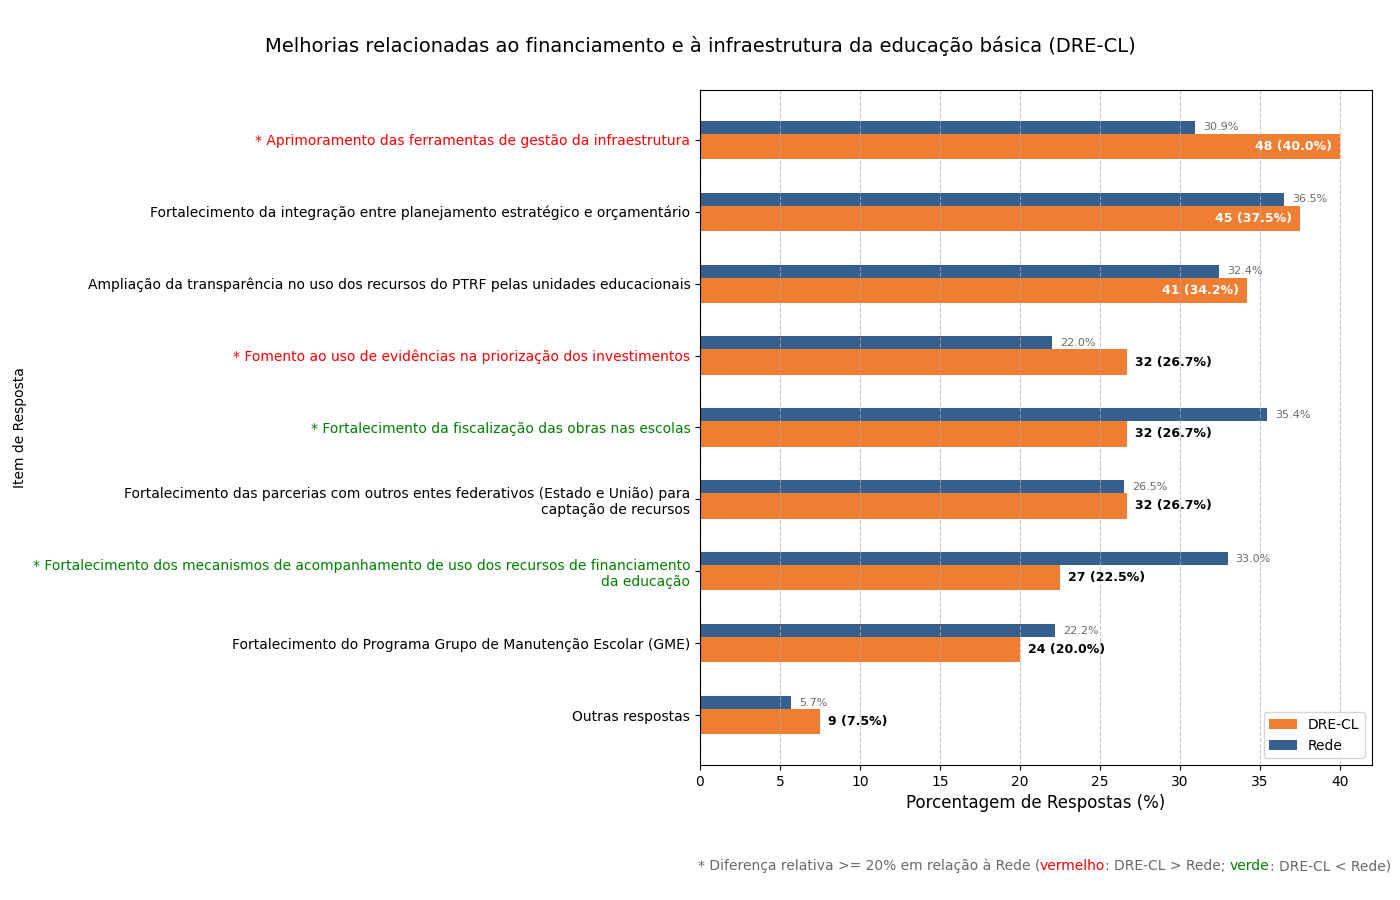 Melhorias relacionadas ao financiamento e à infraestrutura da educação básica (DRE-CL)
Item de Resposta
* Aprimoramento das ferramentas de gestão da infraestrutura
30.9%
48 (40.0%)
Fortalecimento da integração entre planejamento estratégico e orçamentário
36.5%
45 (37.5%)
Ampliação da transparência no uso dos recursos do PTRF pelas unidades educacionais
32.4%
41 (34.2%)
* Fomento ao uso de evidências na priorização dos investimentos
22.0%
32 (26.7%)
* Fortalecimento da fiscalização das obras nas escolas
35.4%
32 (26.7%)
Fortalecimento das parcerias com outros entes federativos (Estado e União) para
captação de recursos
26.5%
32 (26.7%)
* Fortalecimento dos mecanismos de acompanhamento de uso dos recursos de financiamento
da educação
33.0%
27 (22.5%)
Fortalecimento do Programa Grupo de Manutenção Escolar (GME)
22.2%
24 (20.0%)
Outras respostas
5.7%
9 (7.5%)
DRE-CL
Rede
0 5 10 15 20 25 30 35 40
Porcentagem de Respostas (%)
* Diferença relativa >= 20% em relação à Rede (vermelho: DRE-CL > Rede; verde: DRE-CL < Rede)